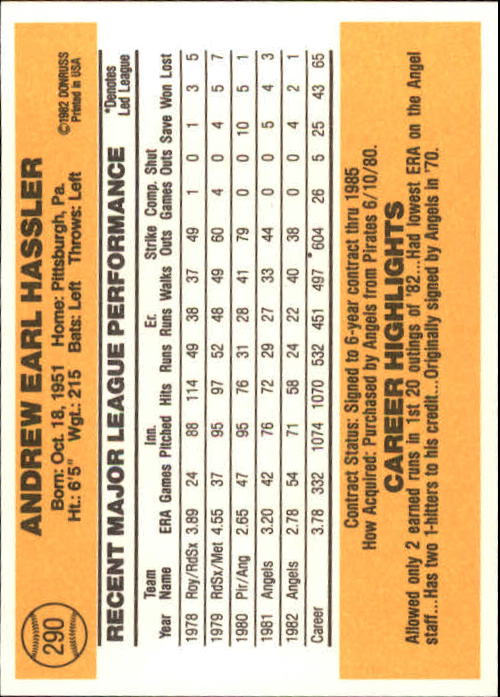 290
ANDREW EARL HASSLER
©1982 DONRUSS
Printed in USA
Born: Oct. 18, 1951 Home: Pittsburgh, Pa.
Ht.: 6'5" Wgt.: 215 Bats: Left Throws: Left
RECENT MAJOR LEAGUE PERFORMANCE
*Denotes
Led League
Team Inn. Er. Strike Comp. Shut
Year Name ERA Games Pitched Hits Runs Runs Walks Outs Games Outs Save Won Lost
1978 Roy/RdSx 3.89 24 88 114 49 38 37 49 1 0 1 3 5
1979 RdSx/Met 4.55 37 95 97 52 48 49 60 4 0 4 5 7
1980 Pir/Ang 2.65 47 95 76 31 28 41 79 0 0 10 5 1
1981 Angels 3.20 42 76 72 29 27 33 44 0 0 5 4 3
1982 Angels 2.78 54 71 58 24 22 40 38 0 0 4 2 1
Career 3.78 332 1074 1070 532 451 497 *604 26 5 25 43 65
Contract Status: Signed to 6-year contract thru 1985
How Acquired: Purchased by Angels from Pirates 6/10/80.
CAREER HIGHLIGHTS
Allowed only 2 earned runs in 1st 20 outings of '82...Had lowest ERA on the Angel
staff...Has two 1-hitters to his credit...Originally signed by Angels in '70.